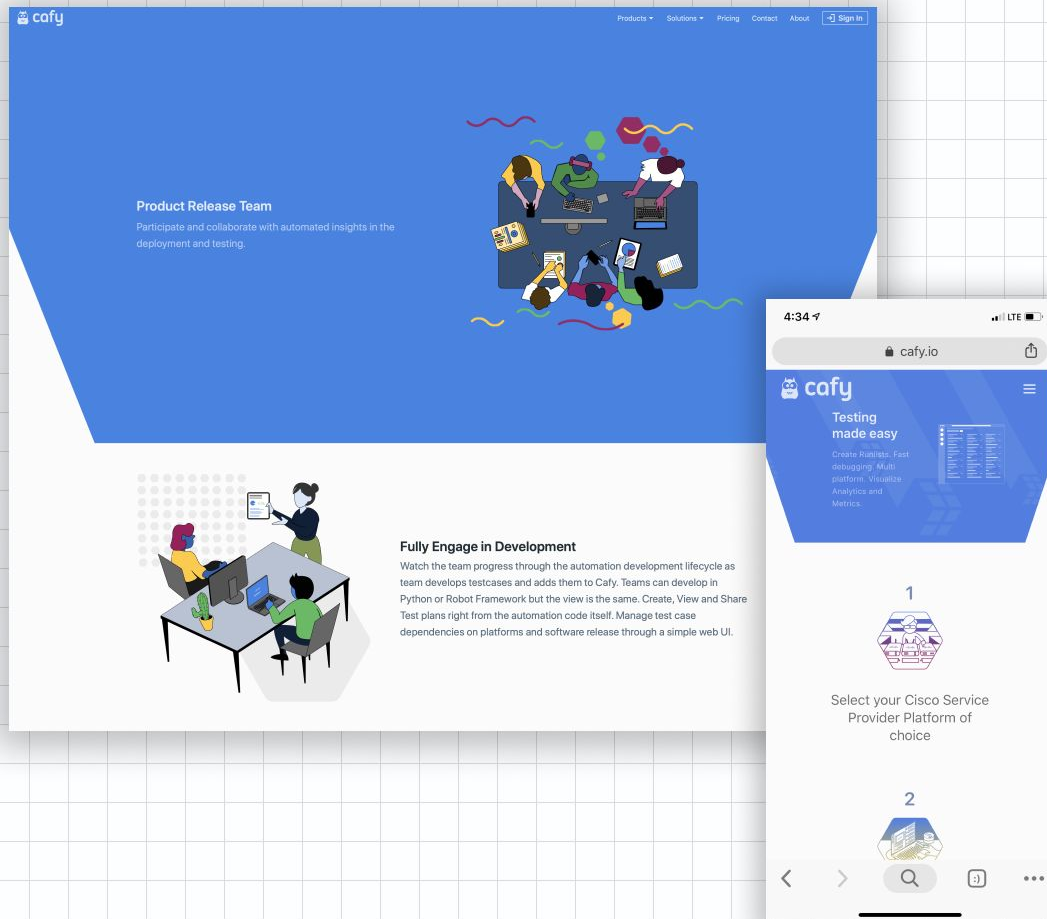 cafy
Products Solutions Pricing Contact About Sign In
Product Release Team
Participate and collaborate with automated insights in the
deployment and testing.
Fully Engage in Development
Watch the team progress through the automation development lifecycle as
team develops testcases and adds them to Cafy. Teams can develop in
Python or Robot Framework but the view is the same. Create, View and Share
Test plans right from the automation code itself. Manage test case
dependencies on platforms and software release through a simple web UI.
4:34 LTE
cafy.io
cafy
Testing
made easy
Create Runlists. Fast
debugging. Multi
platform. Visualize
Analytics and
Metrics.
1
Select your Cisco Service
Provider Platform of
choice
2
:)